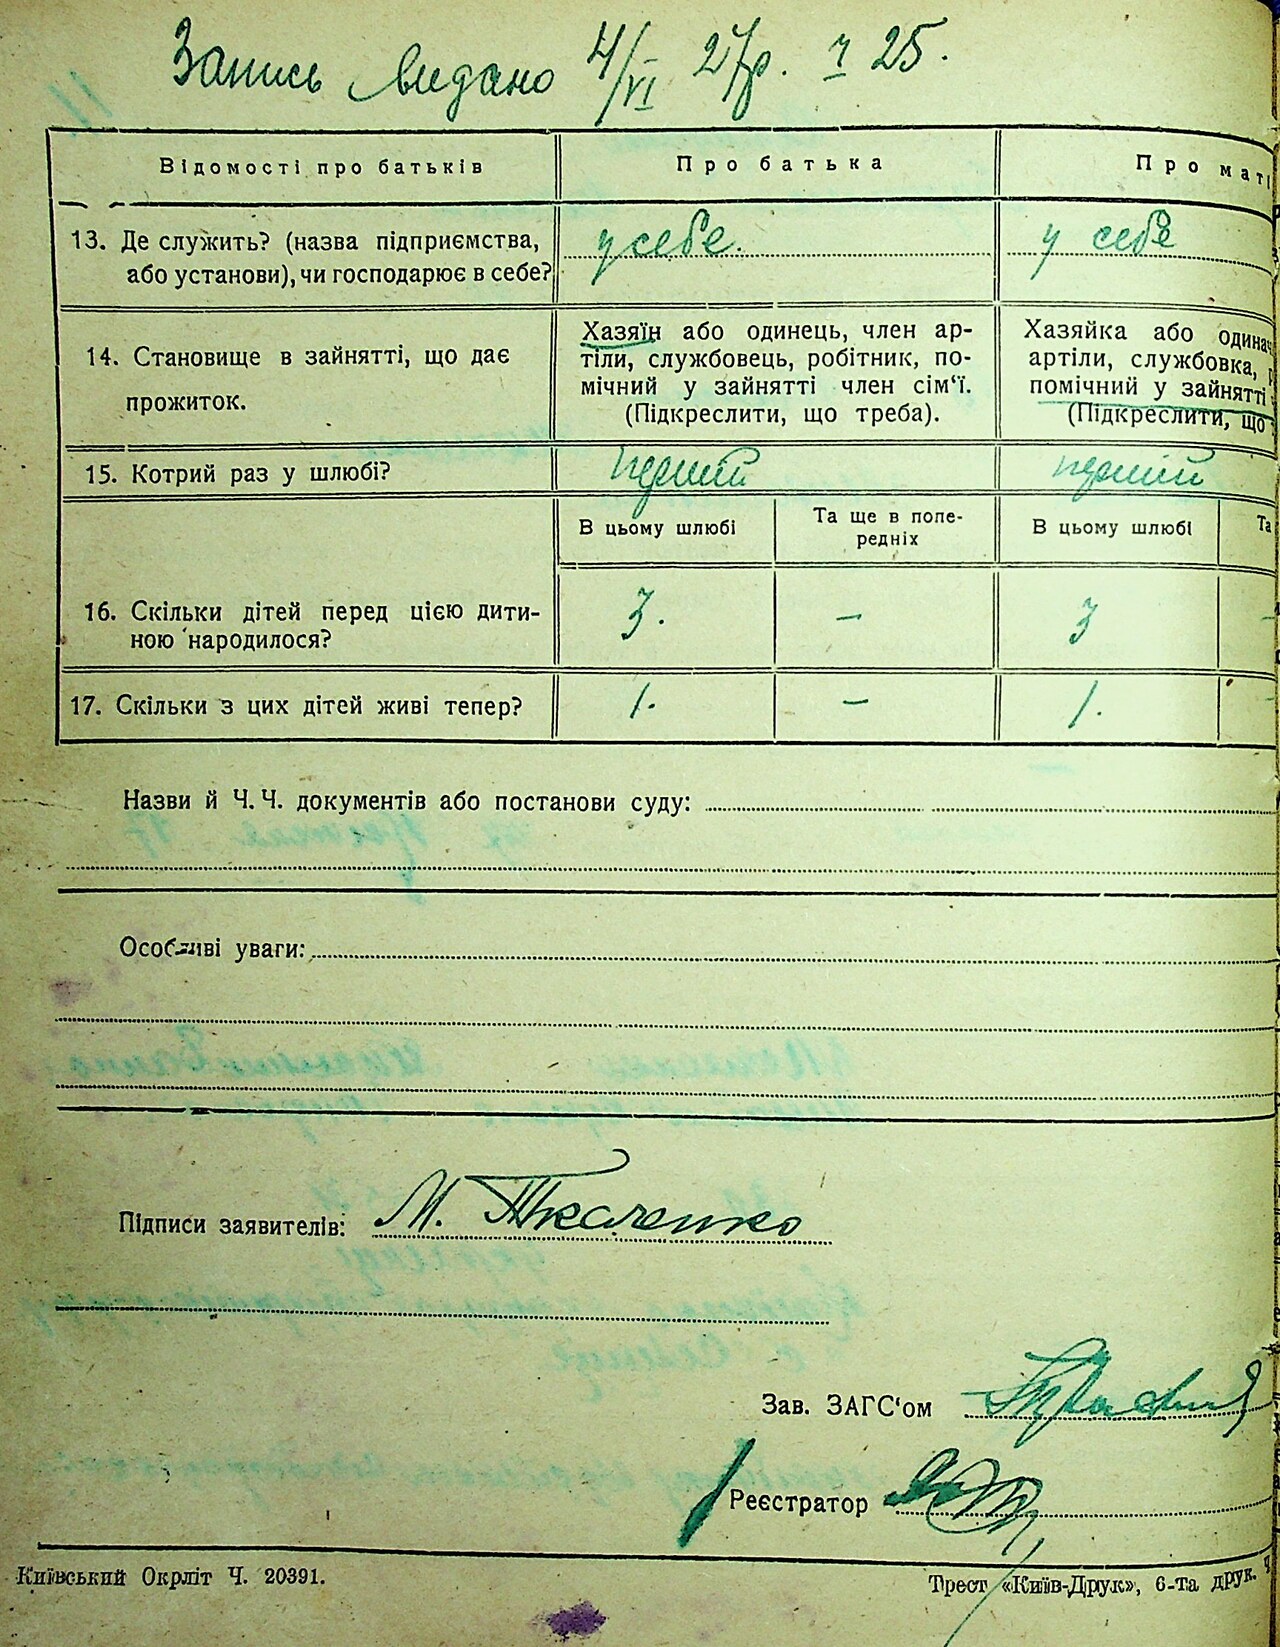 Запись видано 4/VI 27р. ч 25.
Відомості про батьків
Про батька
Про маті
13. Де служить? (назва підприємства,
або установи), чи господарює в себе?
у себе.
у себе
14. Становище в зайнятті, що дає
прожиток.
Хазяїн або одинець, член ар-
тіли, службовець, робітник, по-
мічний у зайнятті член сім‘ї.
(Підкреслити, що треба).
Хазяйка або одинач
артіли, службовка, р
помічний у зайнятті
(Підкреслити, що
15. Котрий раз у шлюбі?
перший
перший
В цьому шлюбі
Та ще в попе-
редніх
В цьому шлюбі
Та
16. Скільки дітей перед цією дити-
ною народилося?
3.
—
3
17. Скільки з цих дітей живі тепер?
1.
—
1.
Назви й Ч. Ч. документів або постанови суду:
Особливі уваги:
Підписи заявителів: М. Ткаченко
Зав. ЗАГС‘ом
Реєстратор
Київський Окрліт Ч. 20391.
Трест «Київ-Друк», 6-та друк. Ч